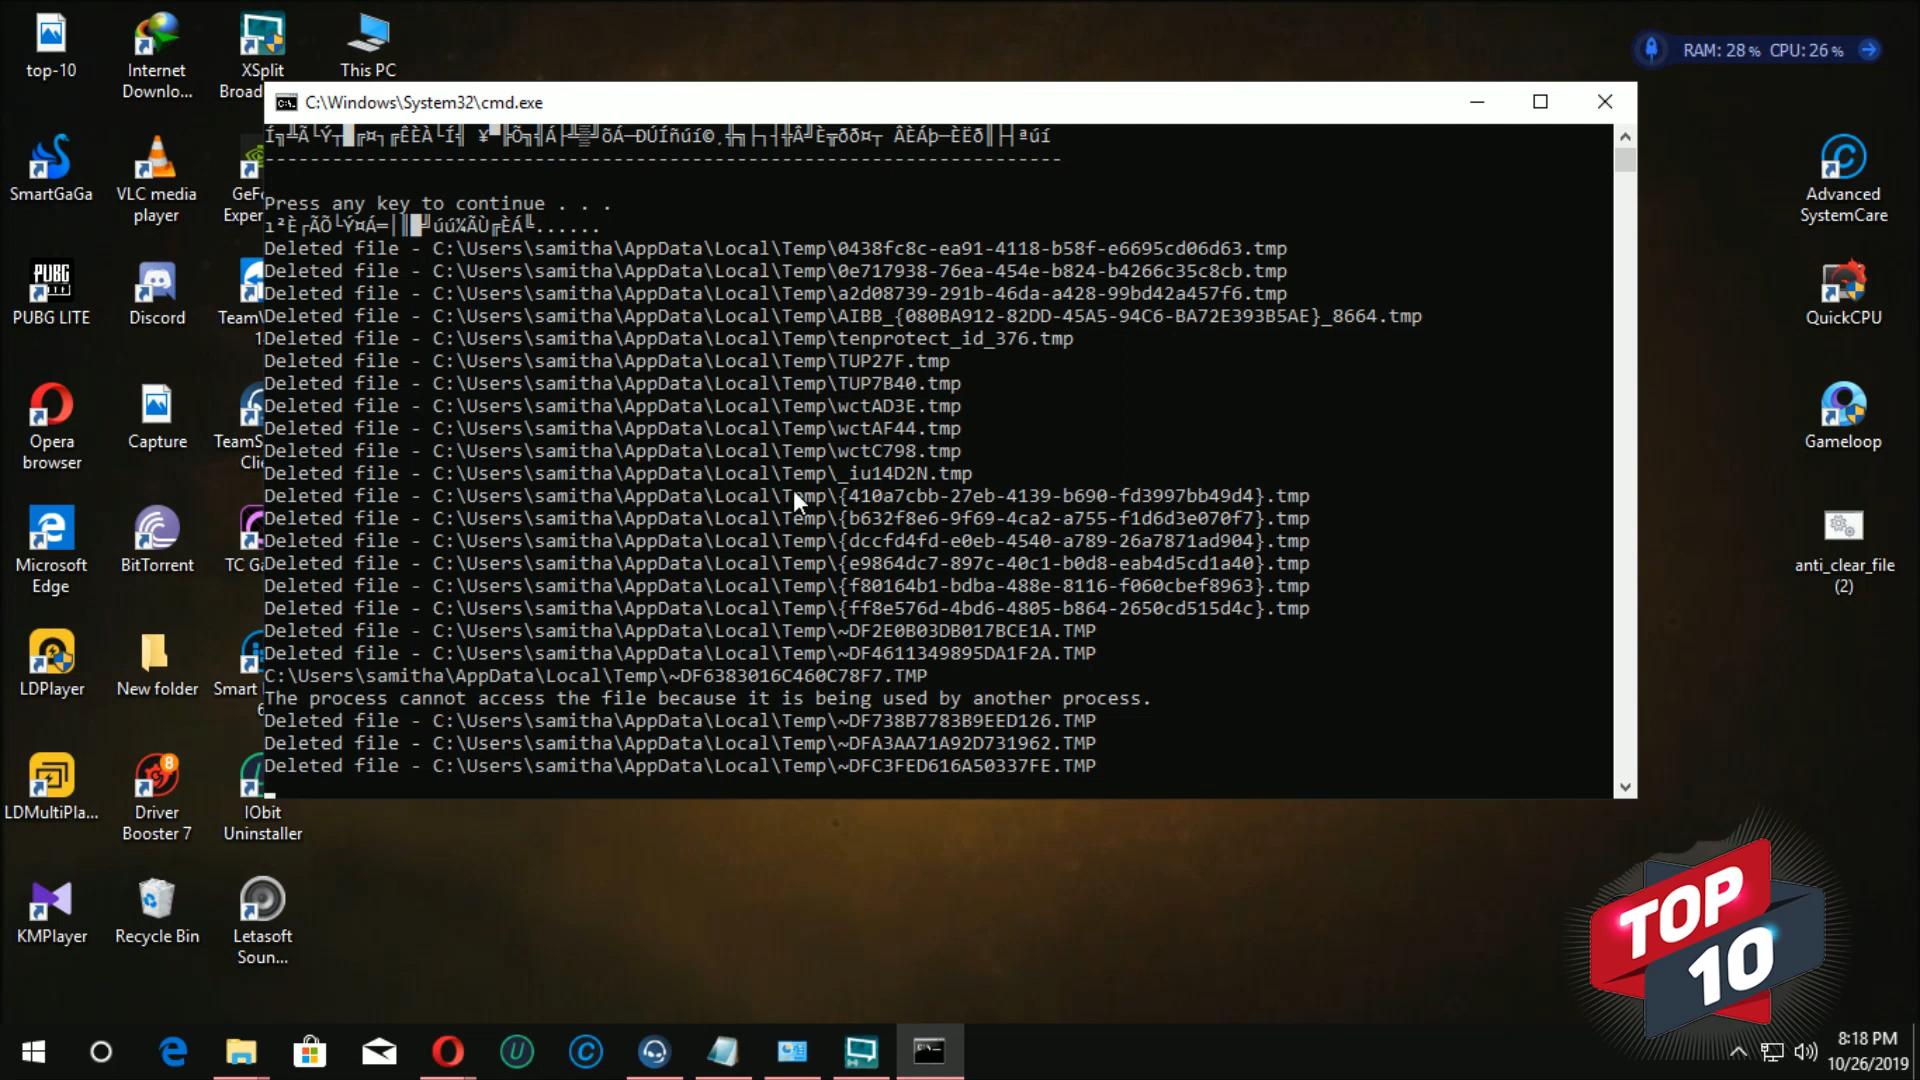 top-10
Internet
Downlo...
XSplit
Broad
This PC
RAM: 28 % CPU: 26 %
C:\Windows\System32\cmd.exe
--------------------------------------------------------------------
Press any key to continue . . .
Deleted file - C:\Users\samitha\AppData\Local\Temp\0438fc8c-ea91-4118-b58f-e6695cd06d63.tmp
Deleted file - C:\Users\samitha\AppData\Local\Temp\0e717938-76ea-454e-b824-b4266c35c8cb.tmp
Deleted file - C:\Users\samitha\AppData\Local\Temp\a2d08739-291b-46da-a428-99bd42a457f6.tmp
Deleted file - C:\Users\samitha\AppData\Local\Temp\AIBB_{080BA912-82DD-45A5-94C6-BA72E393B5AE}_8664.tmp
Deleted file - C:\Users\samitha\AppData\Local\Temp\tenprotect_id_376.tmp
Deleted file - C:\Users\samitha\AppData\Local\Temp\TUP27F.tmp
Deleted file - C:\Users\samitha\AppData\Local\Temp\TUP7B40.tmp
Deleted file - C:\Users\samitha\AppData\Local\Temp\wctAD3E.tmp
Deleted file - C:\Users\samitha\AppData\Local\Temp\wctAF44.tmp
Deleted file - C:\Users\samitha\AppData\Local\Temp\wctC798.tmp
Deleted file - C:\Users\samitha\AppData\Local\Temp\_iu14D2N.tmp
Deleted file - C:\Users\samitha\AppData\Local\Temp\{410a7cbb-27eb-4139-b690-fd3997bb49d4}.tmp
Deleted file - C:\Users\samitha\AppData\Local\Temp\{b632f8e6-9f69-4ca2-a755-f1d6d3e070f7}.tmp
Deleted file - C:\Users\samitha\AppData\Local\Temp\{dccfd4fd-e0eb-4540-a789-26a7871ad904}.tmp
Deleted file - C:\Users\samitha\AppData\Local\Temp\{e9864dc7-897c-40c1-b0d8-eab4d5cd1a40}.tmp
Deleted file - C:\Users\samitha\AppData\Local\Temp\{f80164b1-bdba-488e-8116-f060cbef8963}.tmp
Deleted file - C:\Users\samitha\AppData\Local\Temp\{ff8e576d-4bd6-4805-b864-2650cd515d4c}.tmp
Deleted file - C:\Users\samitha\AppData\Local\Temp\~DF2E0B03DB017BCE1A.TMP
Deleted file - C:\Users\samitha\AppData\Local\Temp\~DF4611349895DA1F2A.TMP
C:\Users\samitha\AppData\Local\Temp\~DF6383016C460C78F7.TMP
The process cannot access the file because it is being used by another process.
Deleted file - C:\Users\samitha\AppData\Local\Temp\~DF738B7783B9EED126.TMP
Deleted file - C:\Users\samitha\AppData\Local\Temp\~DFA3AA71A92D731962.TMP
Deleted file - C:\Users\samitha\AppData\Local\Temp\~DFC3FED616A50337FE.TMP
SmartGaGa
VLC media
player
GeFo
Exper
PUBG
LITE
PUBG LITE
Discord
TeamV
1
Opera
browser
Capture
TeamS
Clie
Microsoft
Edge
BitTorrent
TC Ga
LDPlayer
New folder
Smart
6
LDMultiPla...
8
Driver
Booster 7
IObit
Uninstaller
KMPlayer
Recycle Bin
Letasoft
Soun...
Advanced
SystemCare
QuickCPU
Gameloop
anti_clear_file
(2)
TOP
10
8:18 PM
10/26/2019